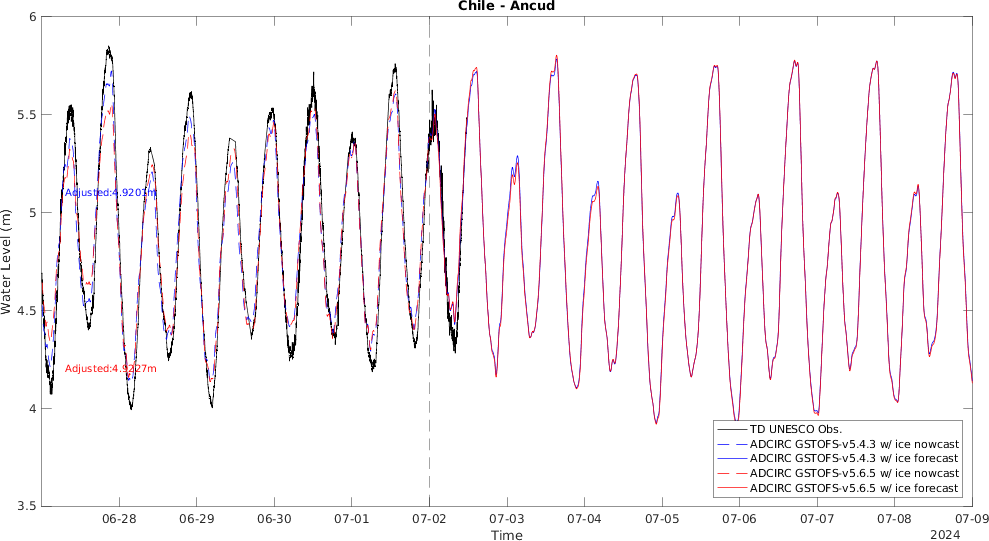 Chile - Ancud
6
5.5
5
4.5
4
3.5
Water Level (m)
Adjusted:4.9201m
Adjusted:4.9227m
TD UNESCO Obs.
ADCIRC GSTOFS-v5.4.3 w/ ice nowcast
ADCIRC GSTOFS-v5.4.3 w/ ice forecast
ADCIRC GSTOFS-v5.6.5 w/ ice nowcast
ADCIRC GSTOFS-v5.6.5 w/ ice forecast
06-28 06-29 06-30 07-01 07-02 07-03 07-04 07-05 07-06 07-07 07-08 07-09
Time
2024